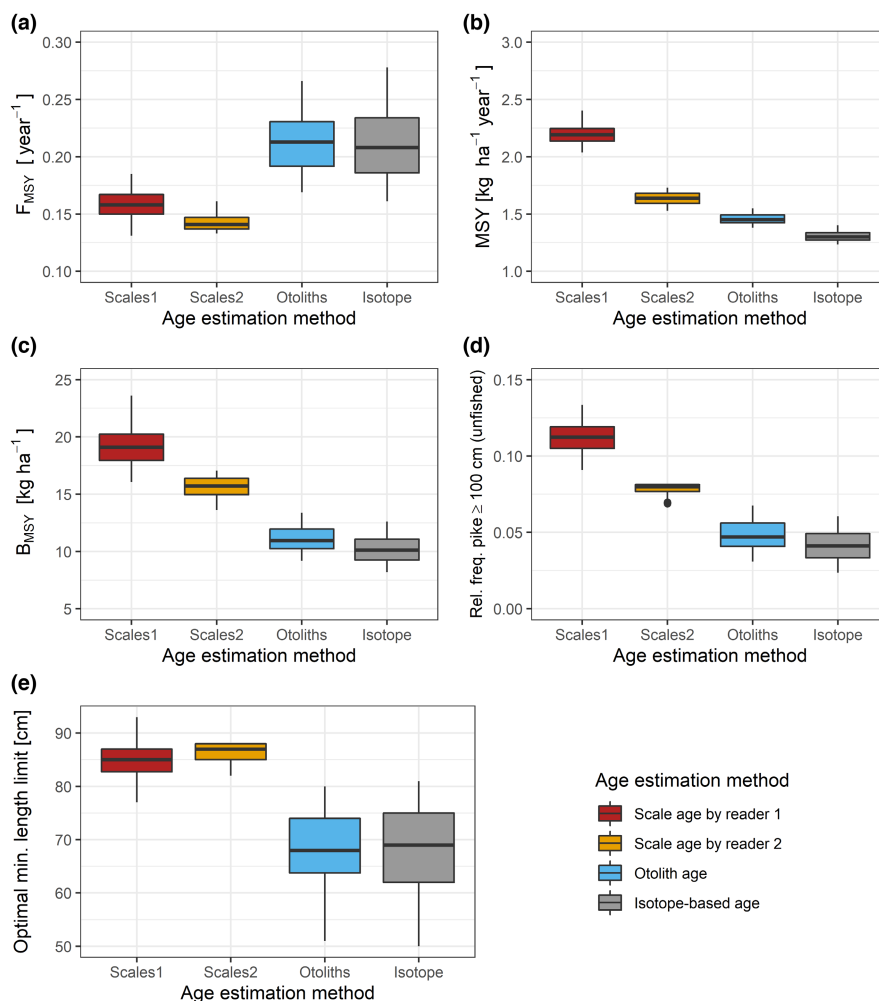 (a)
F_MSY [ year⁻¹ ]
0.30
0.25
0.20
0.15
0.10
Scales1 Scales2 Otoliths Isotope
Age estimation method
(b)
MSY [kg ha⁻¹ year⁻¹]
3.0
2.5
2.0
1.5
1.0
Scales1 Scales2 Otoliths Isotope
Age estimation method
(c)
B_MSY [kg ha⁻¹]
25
20
15
10
5
Scales1 Scales2 Otoliths Isotope
Age estimation method
(d)
Rel. freq. pike ≥ 100 cm (unfished)
0.15
0.10
0.05
0.00
Scales1 Scales2 Otoliths Isotope
Age estimation method
(e)
Optimal min. length limit [cm]
90
80
70
60
50
Scales1 Scales2 Otoliths Isotope
Age estimation method
Age estimation method
Scale age by reader 1
Scale age by reader 2
Otolith age
Isotope-based age